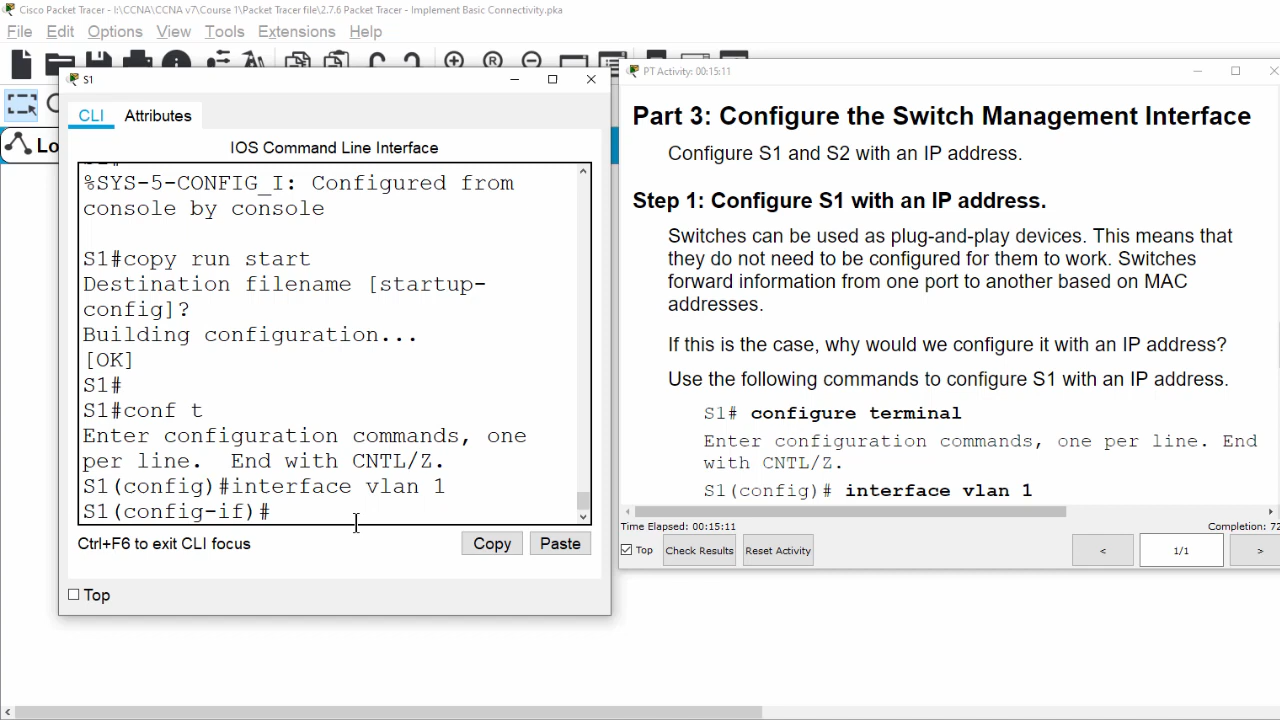 Cisco Packet Tracer - I:\CCNA\CCNA v7\Course 1\Packet Tracer file\2.7.6 Packet Tracer - Implement Basic Connectivity.pka
File Edit Options View Tools Extensions Help
S1
CLI Attributes
IOS Command Line Interface
%SYS-5-CONFIG_I: Configured from
console by console
S1#copy run start
Destination filename [startup-
config]?
Building configuration...
[OK]
S1#
S1#conf t
Enter configuration commands, one
per line.  End with CNTL/Z.
S1(config)#interface vlan 1
S1(config-if)#
Ctrl+F6 to exit CLI focus
Copy Paste
Top
Lo
PT Activity: 00:15:11
Part 3: Configure the Switch Management Interface
Configure S1 and S2 with an IP address.
Step 1: Configure S1 with an IP address.
Switches can be used as plug-and-play devices. This means that
they do not need to be configured for them to work. Switches
forward information from one port to another based on MAC
addresses.
If this is the case, why would we configure it with an IP address?
Use the following commands to configure S1 with an IP address.
S1# configure terminal
Enter configuration commands, one per line. End
with CNTL/Z.
S1(config)# interface vlan 1
Time Elapsed: 00:15:11 Completion: 72
Top Check Results Reset Activity < 1/1 >